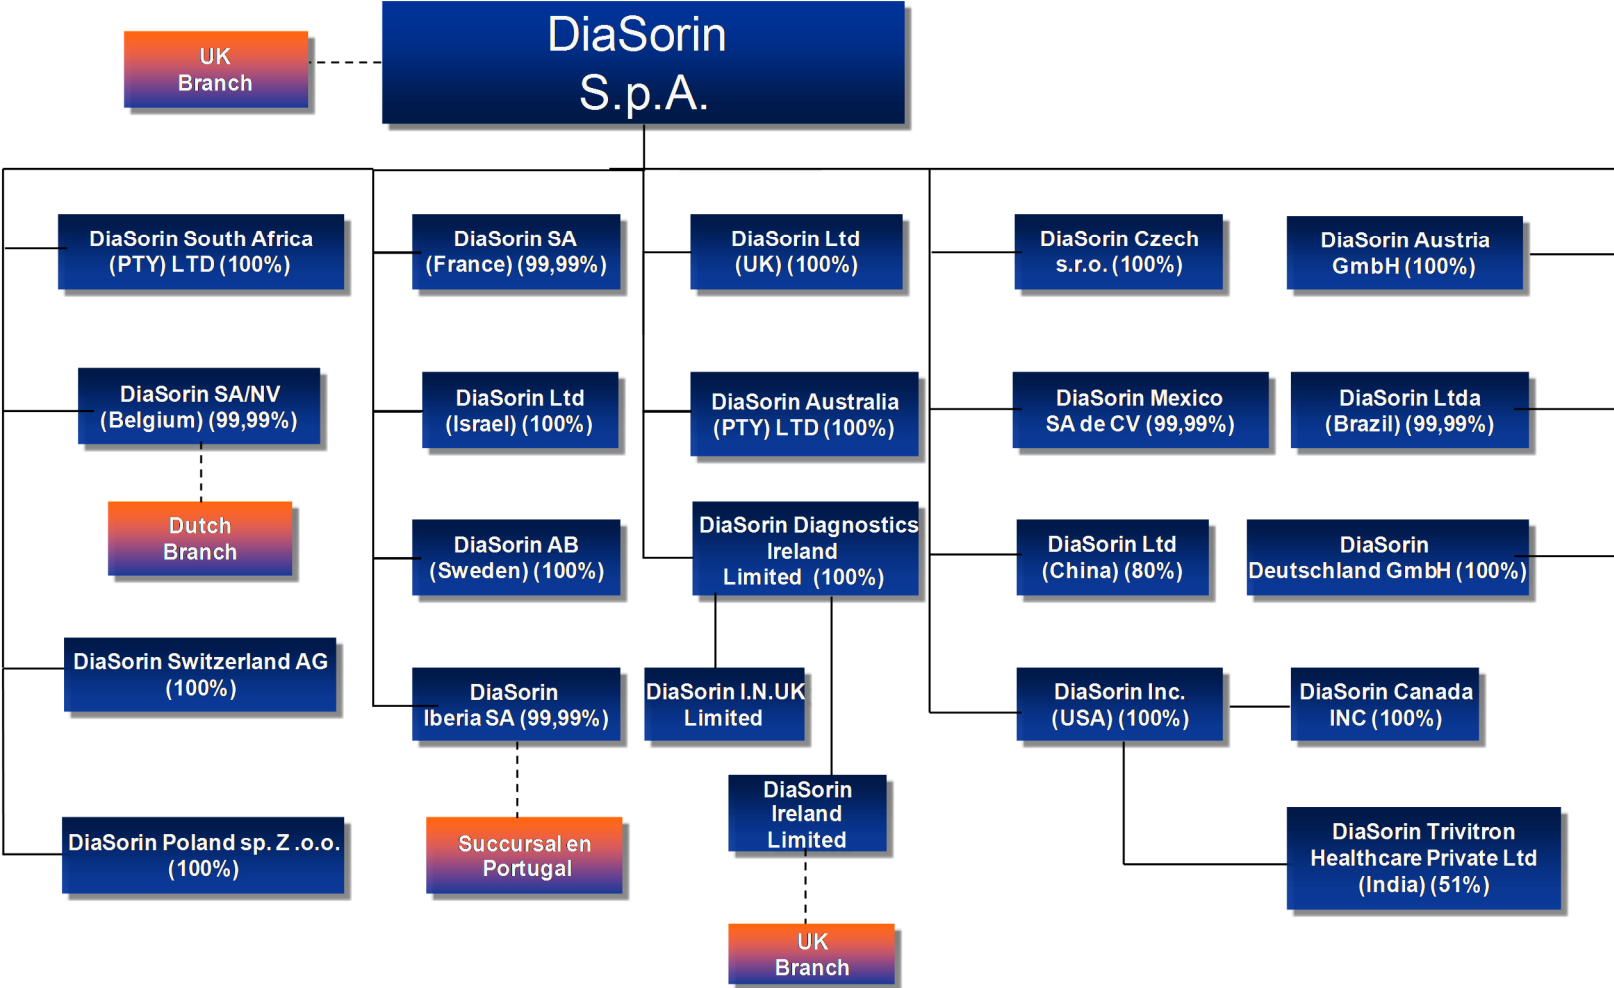 DiaSorin
S.p.A.
UK
Branch
DiaSorin South Africa
(PTY) LTD (100%)
DiaSorin SA
(France) (99,99%)
DiaSorin Ltd
(UK) (100%)
DiaSorin Czech
s.r.o. (100%)
DiaSorin Austria
GmbH (100%)
DiaSorin SA/NV
(Belgium) (99,99%)
DiaSorin Ltd
(Israel) (100%)
DiaSorin Australia
(PTY) LTD (100%)
DiaSorin Mexico
SA de CV (99,99%)
DiaSorin Ltda
(Brazil) (99,99%)
Dutch
Branch
DiaSorin AB
(Sweden) (100%)
DiaSorin Diagnostics
Ireland
Limited (100%)
DiaSorin Ltd
(China) (80%)
DiaSorin
Deutschland GmbH (100%)
DiaSorin Switzerland AG
(100%)
DiaSorin
Iberia SA (99,99%)
DiaSorin I.N.UK
Limited
DiaSorin Inc.
(USA) (100%)
DiaSorin Canada
INC (100%)
DiaSorin Poland sp. Z .o.o.
(100%)
Succursal en
Portugal
DiaSorin
Ireland
Limited
DiaSorin Trivitron
Healthcare Private Ltd
(India) (51%)
UK
Branch